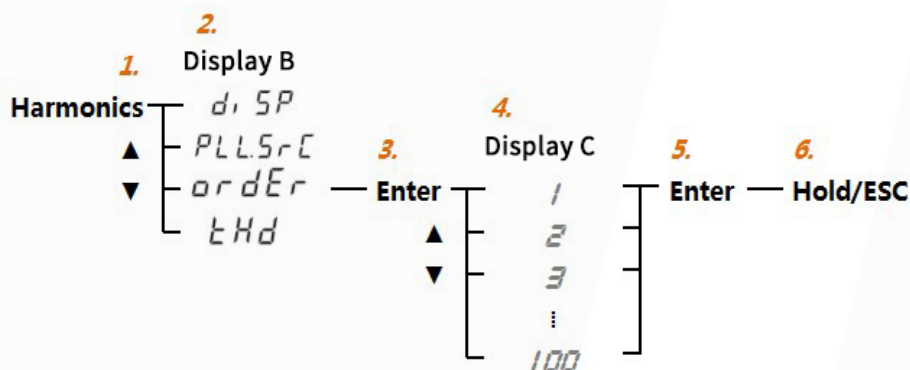 2.
1. Display B
Harmonics di SP 4.
▲ PLL.SrC 3. Display C 5. 6.
▼ ordEr Enter 1 Enter Hold/ESC
tHd ▲ 2
▼ 3
⁞
100